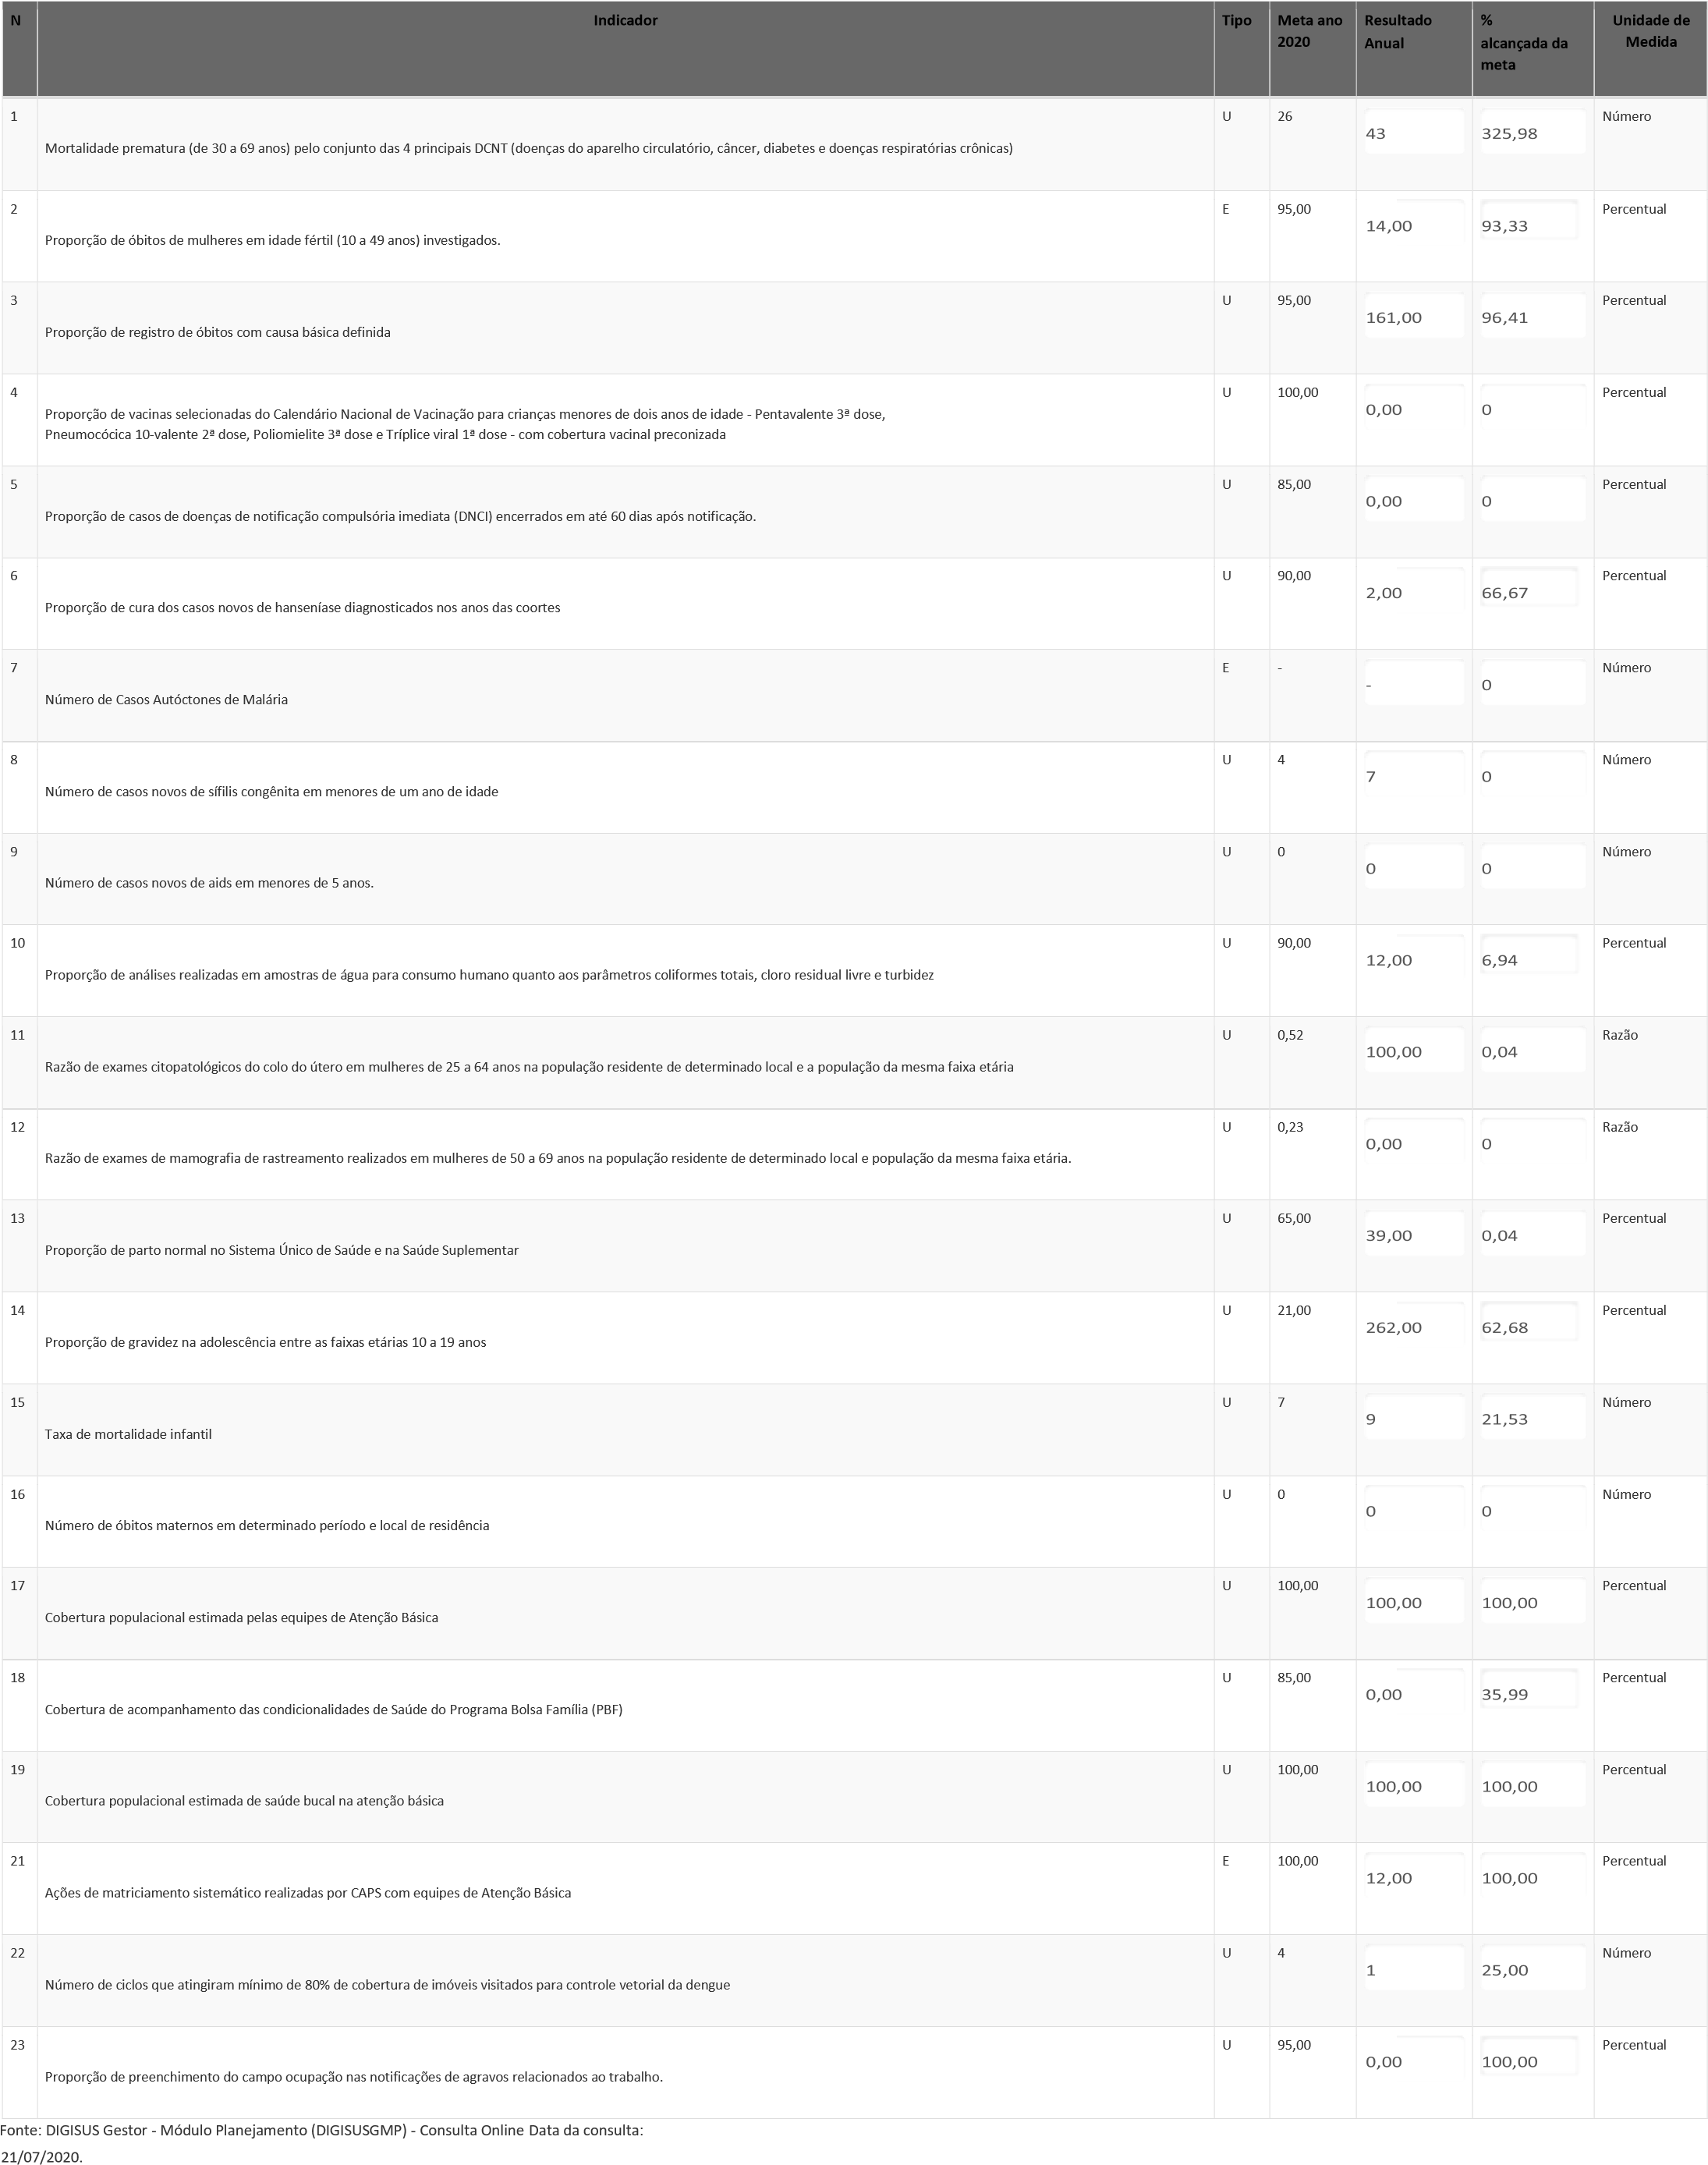 N Indicador Tipo Meta ano Resultado % Unidade de
2020 Anual alcançada da Medida
meta
1 U 26 43 325,98 Número
Mortalidade prematura (de 30 a 69 anos) pelo conjunto das 4 principais DCNT (doenças do aparelho circulatório, câncer, diabetes e doenças respiratórias crônicas)
2 E 95,00 14,00 93,33 Percentual
Proporção de óbitos de mulheres em idade fértil (10 a 49 anos) investigados.
3 U 95,00 161,00 96,41 Percentual
Proporção de registro de óbitos com causa básica definida
4 U 100,00 0,00 0 Percentual
Proporção de vacinas selecionadas do Calendário Nacional de Vacinação para crianças menores de dois anos de idade - Pentavalente 3ª dose,
Pneumocócica 10-valente 2ª dose, Poliomielite 3ª dose e Tríplice viral 1ª dose - com cobertura vacinal preconizada
5 U 85,00 0,00 0 Percentual
Proporção de casos de doenças de notificação compulsória imediata (DNCI) encerrados em até 60 dias após notificação.
6 U 90,00 2,00 66,67 Percentual
Proporção de cura dos casos novos de hanseníase diagnosticados nos anos das coortes
7 E - - 0 Número
Número de Casos Autóctones de Malária
8 U 4 7 0 Número
Número de casos novos de sífilis congênita em menores de um ano de idade
9 U 0 0 0 Número
Número de casos novos de aids em menores de 5 anos.
10 U 90,00 12,00 6,94 Percentual
Proporção de análises realizadas em amostras de água para consumo humano quanto aos parâmetros coliformes totais, cloro residual livre e turbidez
11 U 0,52 100,00 0,04 Razão
Razão de exames citopatológicos do colo do útero em mulheres de 25 a 64 anos na população residente de determinado local e a população da mesma faixa etária
12 U 0,23 0,00 0 Razão
Razão de exames de mamografia de rastreamento realizados em mulheres de 50 a 69 anos na população residente de determinado local e população da mesma faixa etária.
13 U 65,00 39,00 0,04 Percentual
Proporção de parto normal no Sistema Único de Saúde e na Saúde Suplementar
14 U 21,00 262,00 62,68 Percentual
Proporção de gravidez na adolescência entre as faixas etárias 10 a 19 anos
15 U 7 9 21,53 Número
Taxa de mortalidade infantil
16 U 0 0 0 Número
Número de óbitos maternos em determinado período e local de residência
17 U 100,00 100,00 100,00 Percentual
Cobertura populacional estimada pelas equipes de Atenção Básica
18 U 85,00 0,00 35,99 Percentual
Cobertura de acompanhamento das condicionalidades de Saúde do Programa Bolsa Família (PBF)
19 U 100,00 100,00 100,00 Percentual
Cobertura populacional estimada de saúde bucal na atenção básica
21 E 100,00 12,00 100,00 Percentual
Ações de matriciamento sistemático realizadas por CAPS com equipes de Atenção Básica
22 U 4 1 25,00 Número
Número de ciclos que atingiram mínimo de 80% de cobertura de imóveis visitados para controle vetorial da dengue
23 U 95,00 0,00 100,00 Percentual
Proporção de preenchimento do campo ocupação nas notificações de agravos relacionados ao trabalho.
Fonte: DIGISUS Gestor - Módulo Planejamento (DIGISUSGMP) - Consulta Online Data da consulta:
21/07/2020.